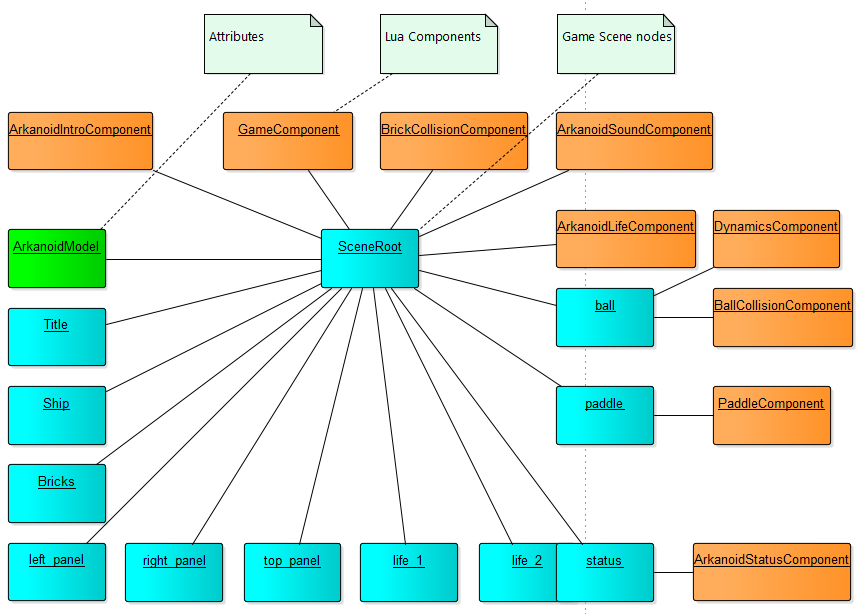 Attributes
Lua Components
Game Scene nodes
ArkanoidIntroComponent
GameComponent
BrickCollisionComponent
ArkanoidSoundComponent
ArkanoidModel
SceneRoot
ArkanoidLifeComponent
DynamicsComponent
Title
ball
BallCollisionComponent
Ship
paddle
PaddleComponent
Bricks
left_panel
right_panel
top_panel
life_1
life_2
status
ArkanoidStatusComponent